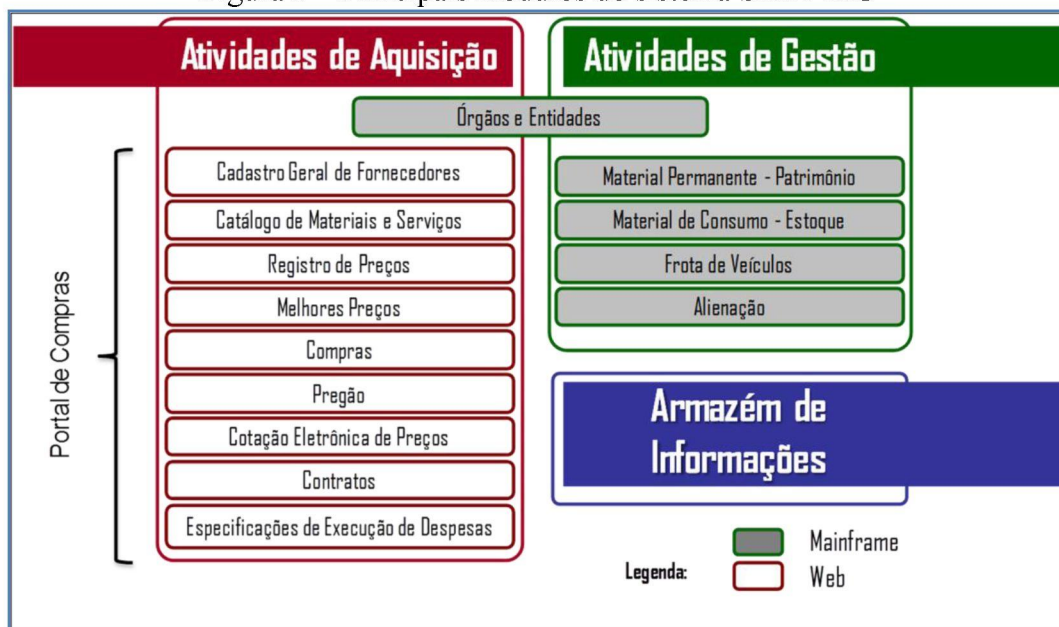 Atividades de Aquisição
Atividades de Gestão
Órgãos e Entidades
Portal de Compras
Cadastro Geral de Fornecedores
Catálogo de Materiais e Serviços
Registro de Preços
Melhores Preços
Compras
Pregão
Cotação Eletrônica de Preços
Contratos
Especificações de Execução de Despesas
Material Permanente - Patrimônio
Material de Consumo - Estoque
Frota de Veículos
Alienação
Armazém de
Informações
Legenda:
Mainframe
Web